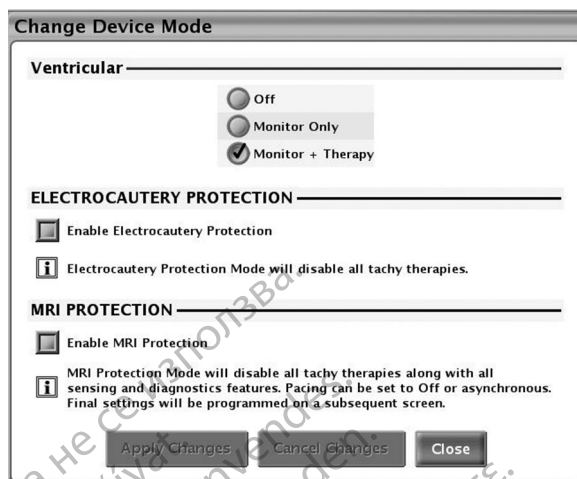 Change Device Mode
Ventricular
Off
Monitor Only
Monitor + Therapy
ELECTROCAUTERY PROTECTION
Enable Electrocautery Protection
Electrocautery Protection Mode will disable all tachy therapies.
MRI PROTECTION
Enable MRI Protection
MRI Protection Mode will disable all tachy therapies along with all
sensing and diagnostics features. Pacing can be set to Off or asynchronous.
Final settings will be programmed on a subsequent screen.
Apply Changes Cancel Changes Close
не се използва.